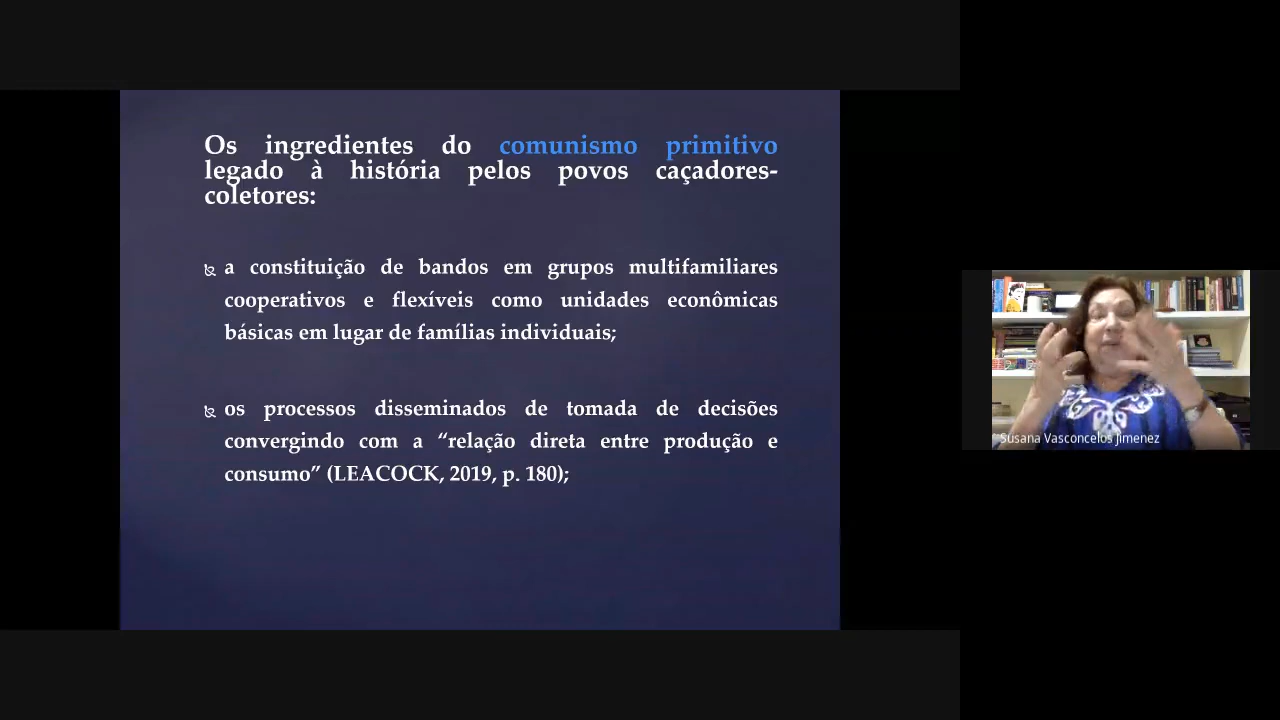 Os ingredientes do comunismo primitivo
legado à história pelos povos caçadores-
coletores:
a constituição de bandos em grupos multifamiliares
cooperativos e flexíveis como unidades econômicas
básicas em lugar de famílias individuais;
os processos disseminados de tomada de decisões
convergindo com a “relação direta entre produção e
consumo” (LEACOCK, 2019, p. 180);
Susana Vasconcelos Jimenez